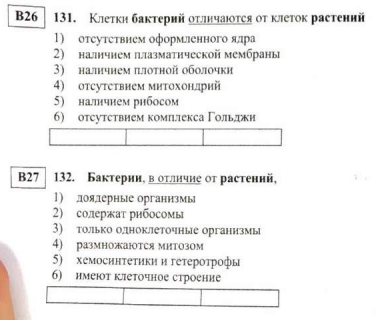 В26 131. Клетки бактерий отличаются от клеток растений
1) отсутствием оформленного ядра
2) наличием плазматической мембраны
3) наличием плотной оболочки
4) отсутствием митохондрий
5) наличием рибосом
6) отсутствием комплекса Гольджи
В27 132. Бактерии, в отличие от растений,
1) доядерные организмы
2) содержат рибосомы
3) только одноклеточные организмы
4) размножаются митозом
5) хемосинтетики и гетеротрофы
6) имеют клеточное строение